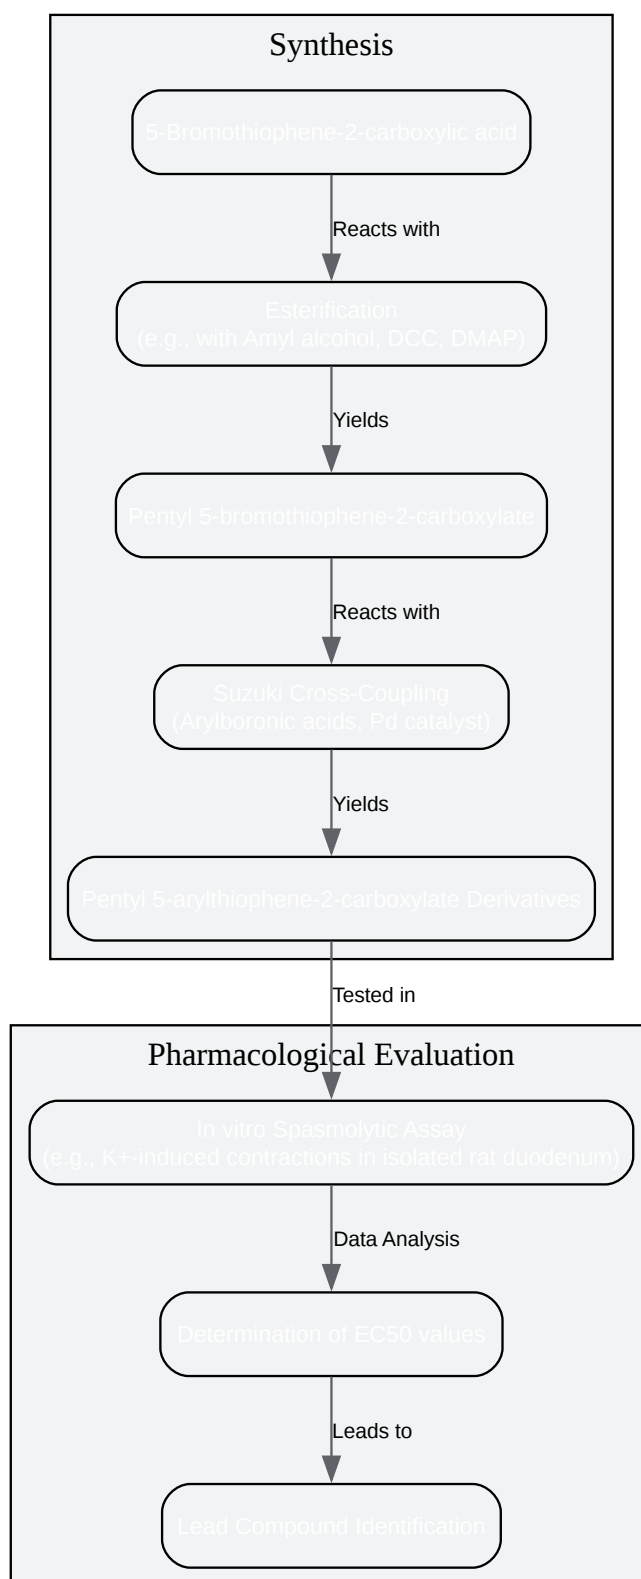 Synthesis
5-Bromothiophene-2-carboxylic acid
Reacts with
Esterification
(e.g., with Amyl alcohol, DCC, DMAP)
Yields
Pentyl 5-bromothiophene-2-carboxylate
Reacts with
Suzuki Cross-Coupling
(Arylboronic acids, Pd catalyst)
Yields
Pentyl 5-arylthiophene-2-carboxylate Derivatives
Tested in
Pharmacological Evaluation
In vitro Spasmolytic Assay
(e.g., K+-induced contractions in isolated rat duodenum)
Data Analysis
Determination of EC50 values
Leads to
Lead Compound Identification